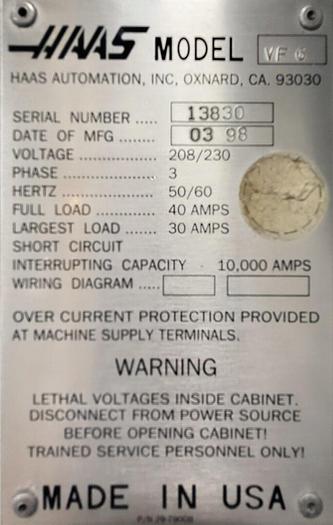 HAAS MODEL VF 6
HAAS AUTOMATION, INC, OXNARD, CA. 93030
SERIAL NUMBER ..... 13830
DATE OF MFG ........ 03 98
VOLTAGE ................ 208/230
PHASE .................... 3
HERTZ .................... 50/60
FULL LOAD ............. 40 AMPS
LARGEST LOAD ...... 30 AMPS
SHORT CIRCUIT
INTERRUPTING CAPACITY . 10,000 AMPS
WIRING DIAGRAM .....
OVER CURRENT PROTECTION PROVIDED
AT MACHINE SUPPLY TERMINALS.
WARNING
LETHAL VOLTAGES INSIDE CABINET.
DISCONNECT FROM POWER SOURCE
BEFORE OPENING CABINET!
TRAINED SERVICE PERSONNEL ONLY!
MADE IN USA